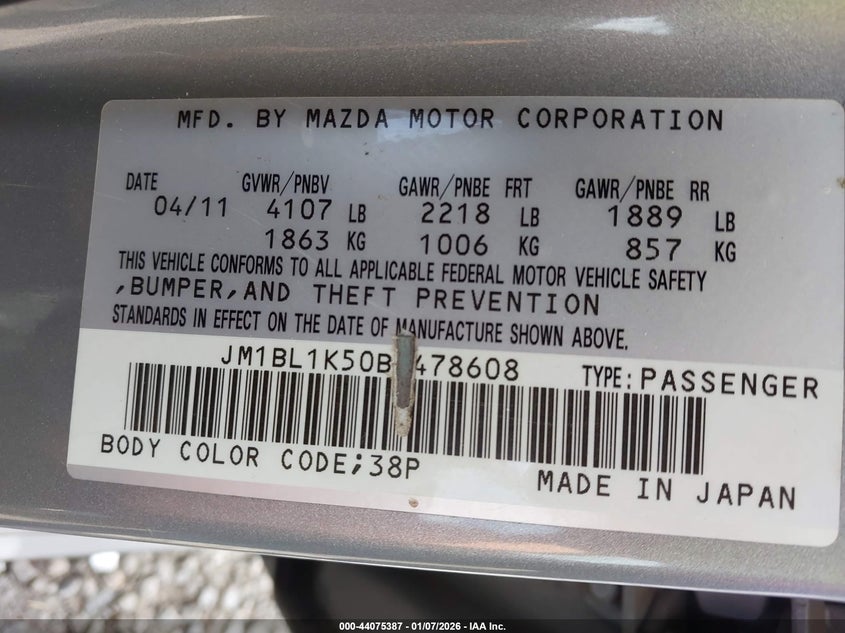 MFD. BY MAZDA MOTOR CORPORATION
DATE GVWR/PNBV GAWR/PNBE FRT GAWR/PNBE RR
04/11 4107 LB 2218 LB 1889 LB
1863 KG 1006 KG 857 KG
THIS VEHICLE CONFORMS TO ALL APPLICABLE FEDERAL MOTOR VEHICLE SAFETY
,BUMPER,AND THEFT PREVENTION
STANDARDS IN EFFECT ON THE DATE OF MANUFACTURE SHOWN ABOVE.
JM1BL1K50B 478608 TYPE:PASSENGER
BODY COLOR CODE;38P
MADE IN JAPAN
000-44075387 - 01/07/2026 - IAA Inc.